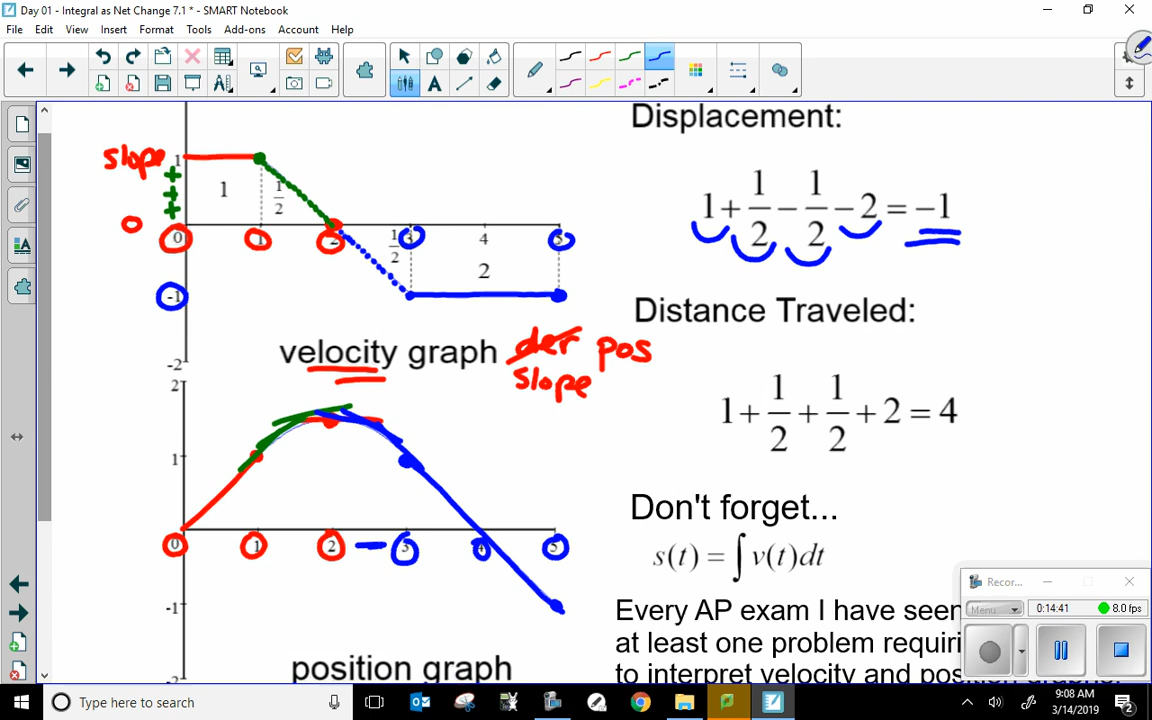 Day 01 - Integral as Net Change 7.1 * - SMART Notebook
File Edit View Insert Format Tools Add-ons Account Help
Displacement:
1 + 1/2 - 1/2 - 2 = -1
slope 1
1 1/2
0
0 1 2 1/2 3 4 5
2
-1
-2
Distance Traveled:
velocity graph der pos
slope
2
1 + 1/2 + 1/2 + 2 = 4
1
Don't forget...
0 1 2 3 4 5
s(t) = ∫ v(t)dt
-1
Every AP exam I have seen
at least one problem requiri
to interpret velocity and pos
position graph
-2
Recor...
Menu 0:14:41 8.0 fps
Type here to search
9:08 AM
3/14/2019
2